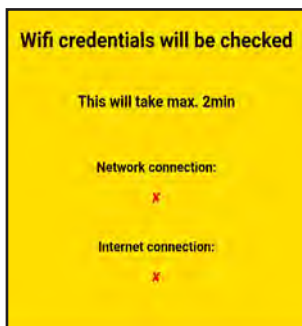 Wifi credentials will be checked
This will take max. 2min
Network connection:
✘
Internet connection:
✘